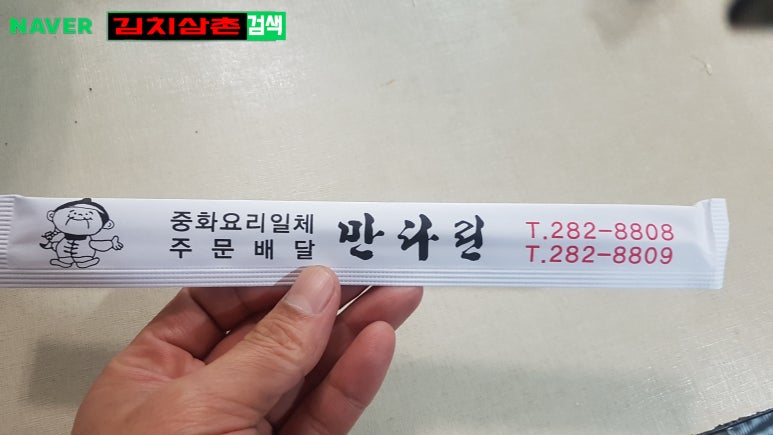 NAVER 김치삼촌 검색
중화요리일체
주문배달
만다린
T.282-8808
T.282-8809